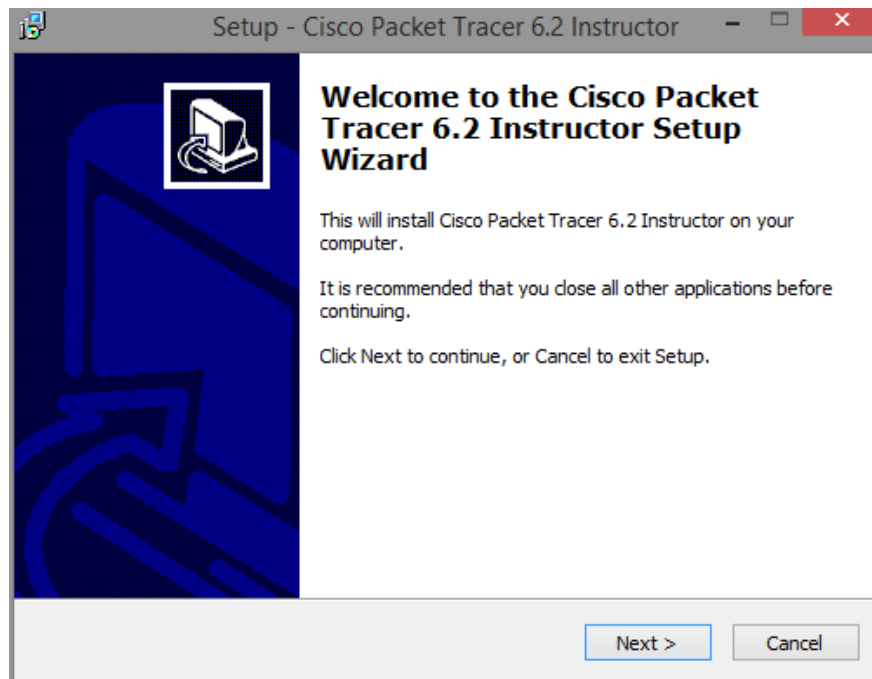 Setup - Cisco Packet Tracer 6.2 Instructor
Welcome to the Cisco Packet
Tracer 6.2 Instructor Setup
Wizard
This will install Cisco Packet Tracer 6.2 Instructor on your
computer.
It is recommended that you close all other applications before
continuing.
Click Next to continue, or Cancel to exit Setup.
Next >
Cancel